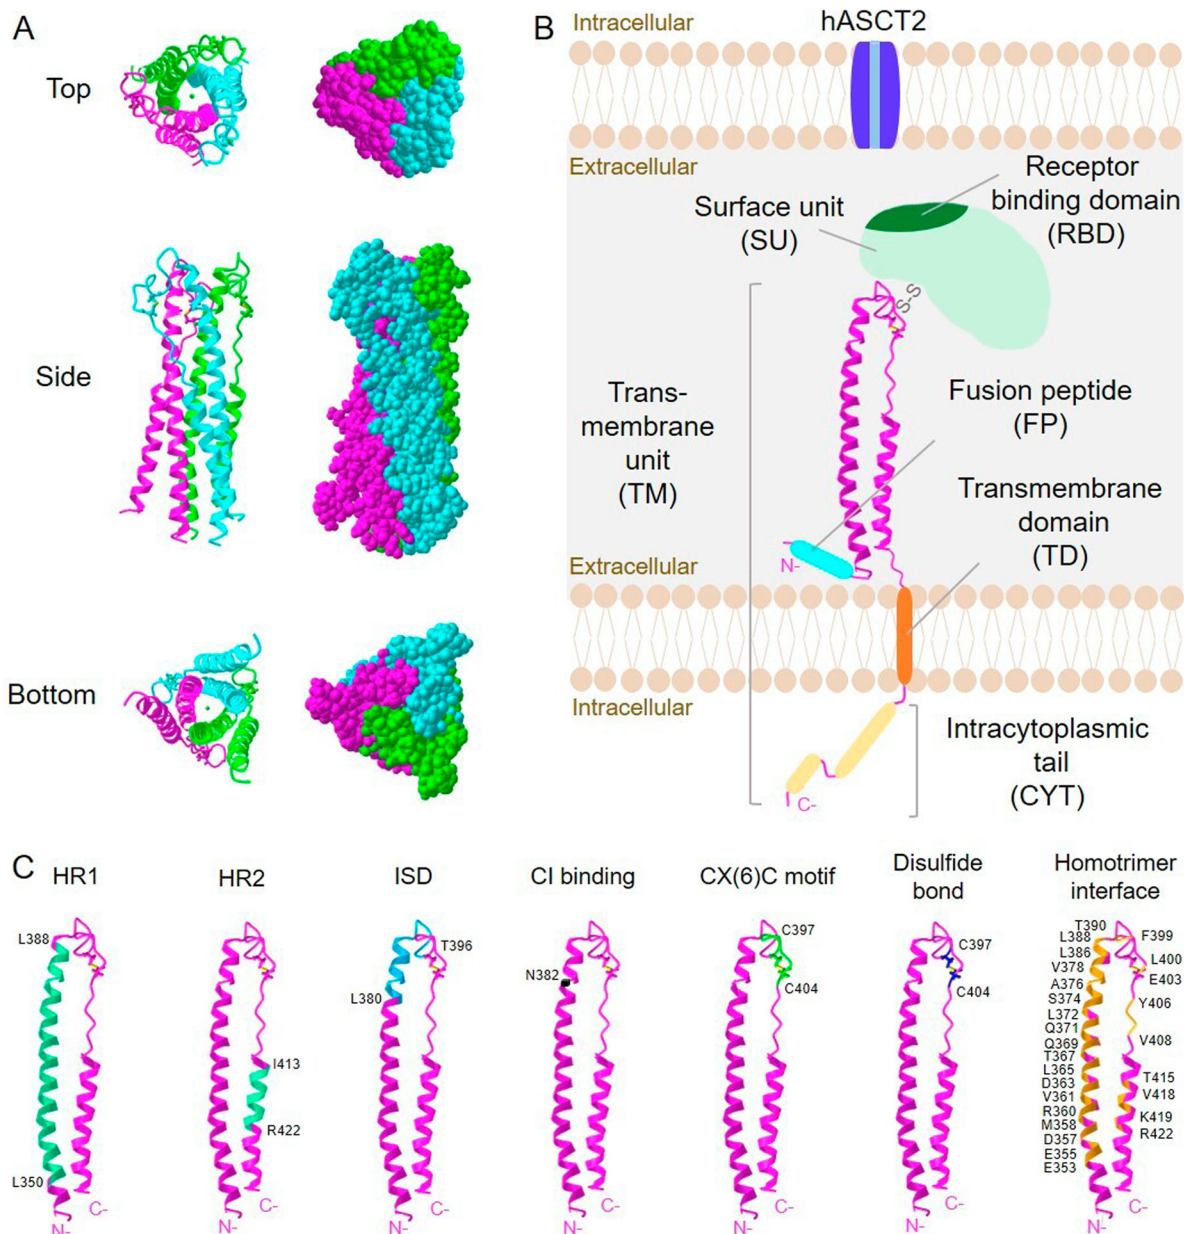 A
Top
Side
Bottom
B
Intracellular
hASCT2
Extracellular
Receptor
binding domain
(RBD)
Surface unit
(SU)
S-S
Trans-
membrane
unit
(TM)
Fusion peptide
(FP)
Transmembrane
domain
(TD)
N-
Extracellular
Intracellular
Intracytoplasmic
tail
(CYT)
C-
C
HR1
L388
L350
C-
N-
HR2
I413
R422
C-
N-
ISD
T396
L380
C-
N-
CI binding
N382
C-
N-
CX(6)C motif
C397
C404
C-
N-
Disulfide
bond
C397
C404
C-
N-
Homotrimer
interface
T390
L388
L386
V378
A376
S374
L372
Q371
Q369
T367
L365
D363
V361
R360
M358
D357
E355
E353
F399
L400
E403
Y406
V408
T415
V418
K419
R422
C-
N-